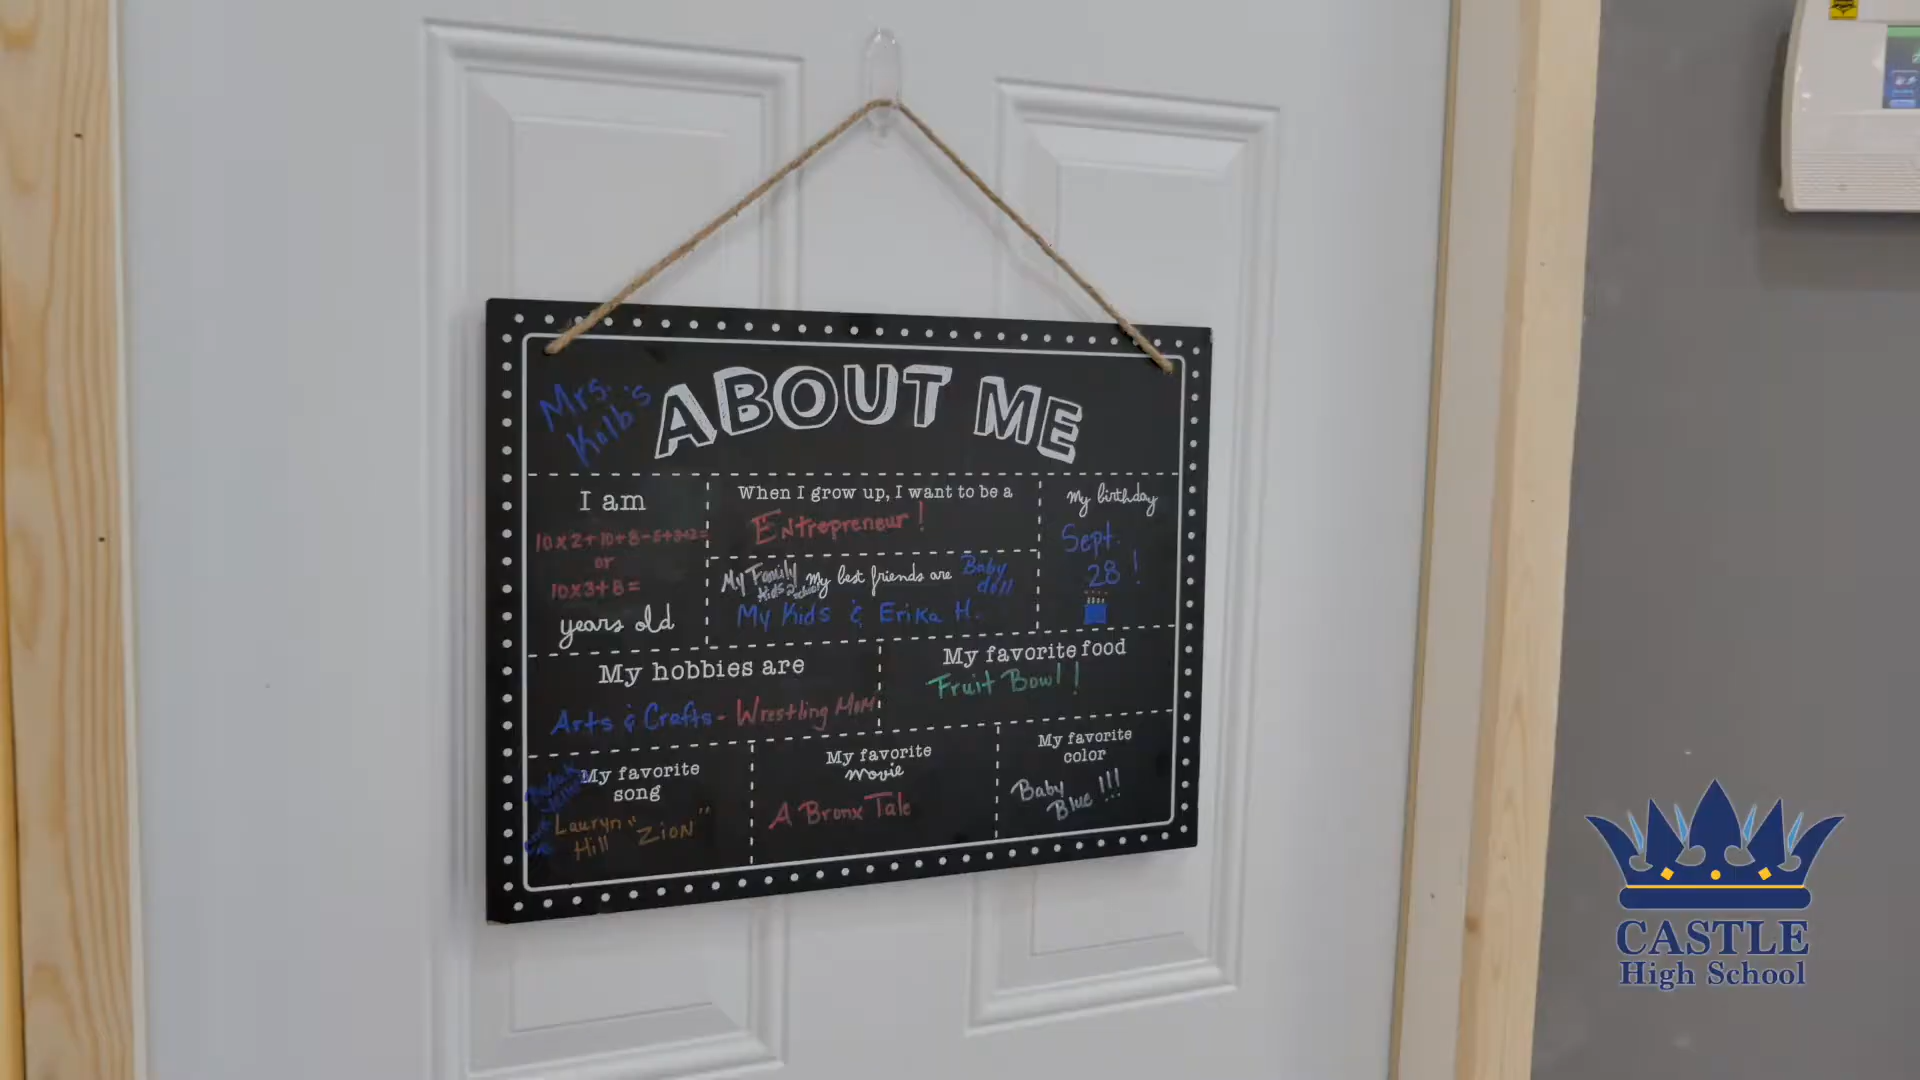 Mrs.
Kolb's
ABOUT ME
I am
10x2+10+8-5+3+2=
or
10x3+8=
years old
When I grow up, I want to be a
Entrepreneur!
My Family
Kids @ school
My best friends are
Baby
doll
My Kids & Erika H.
My birthday
Sept.
28!
My hobbies are
Arts & Crafts - Wrestling Mom
My favorite food
Fruit Bowl!
My favorite
song
Lauryn
Hill
"Zion"
My favorite
movie
A Bronx Tale
My favorite
color
Baby
Blue!!!
CASTLE
High School